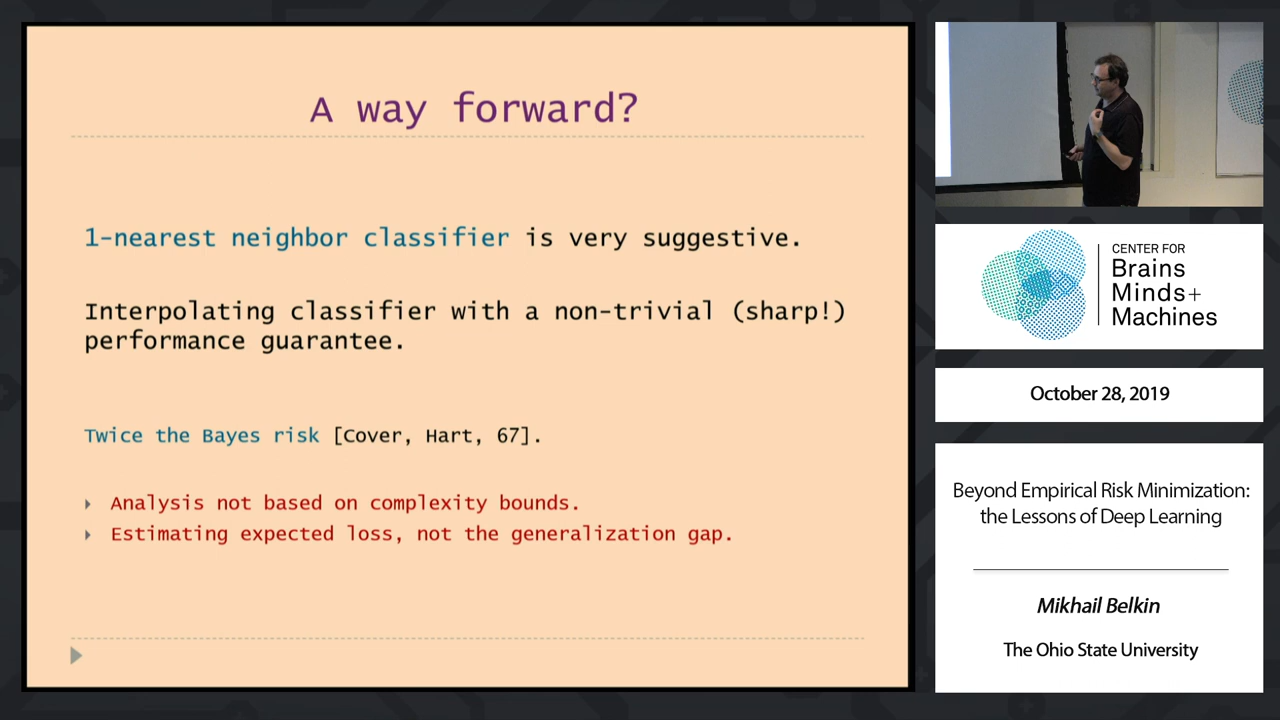 A way forward?
1-nearest neighbor classifier is very suggestive.
Interpolating classifier with a non-trivial (sharp!)
performance guarantee.
Twice the Bayes risk [Cover, Hart, 67].
Analysis not based on complexity bounds.
Estimating expected loss, not the generalization gap.
CENTER FOR
Brains
Minds+
Machines
October 28, 2019
Beyond Empirical Risk Minimization:
the Lessons of Deep Learning
Mikhail Belkin
The Ohio State University